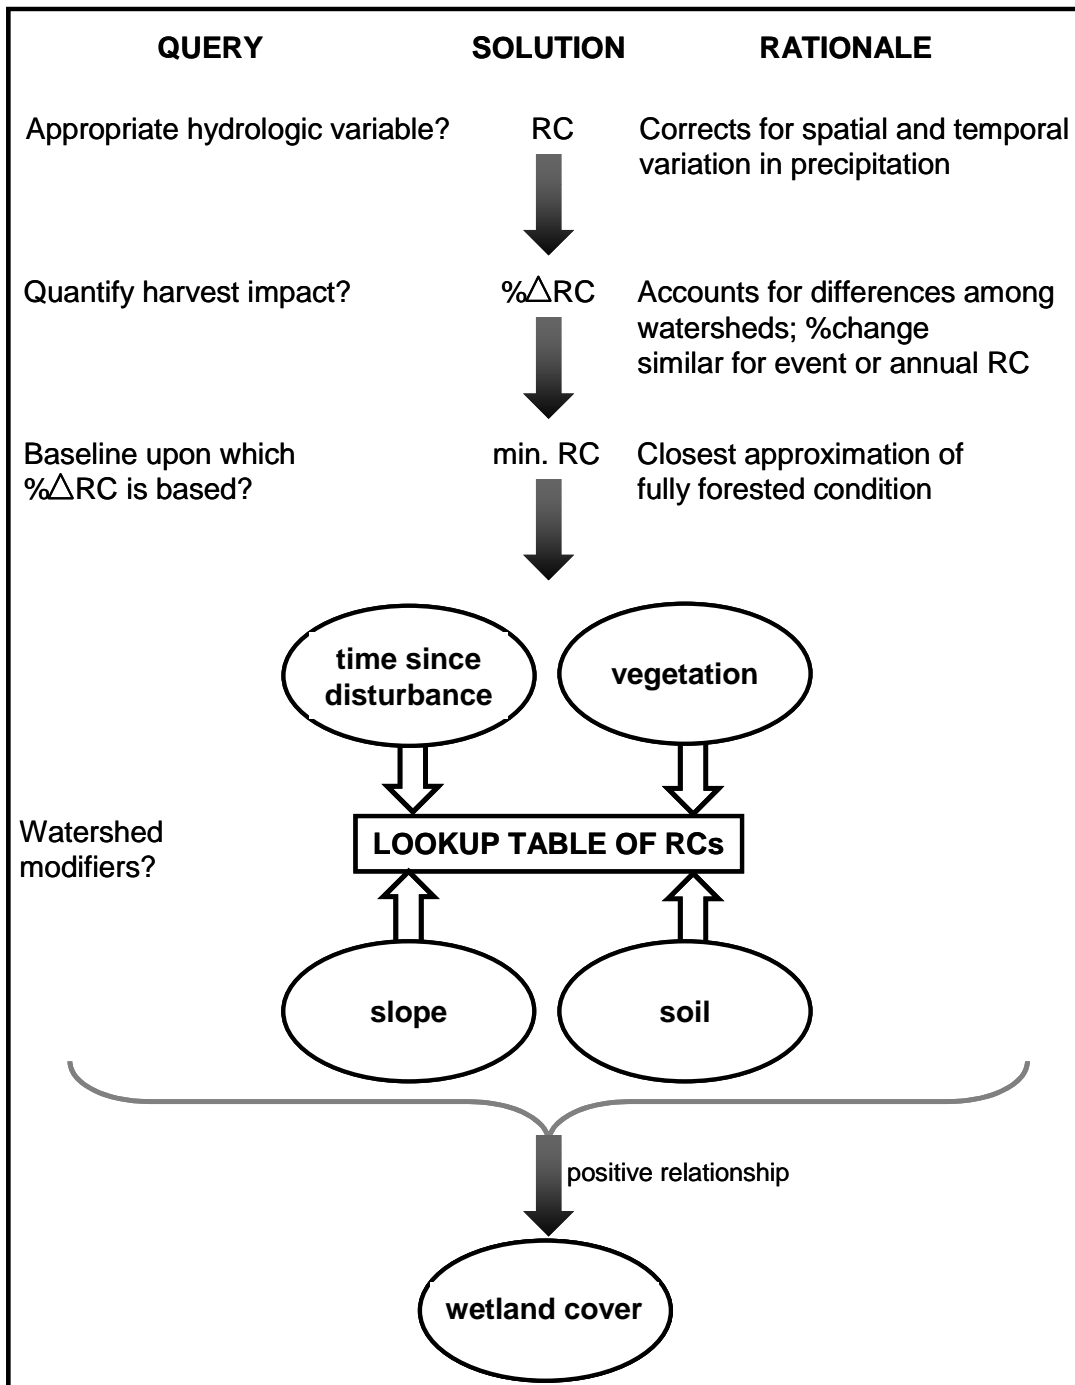 QUERY SOLUTION RATIONALE
Appropriate hydrologic variable? RC Corrects for spatial and temporal
variation in precipitation
Quantify harvest impact? %△RC Accounts for differences among
watersheds; %change
similar for event or annual RC
Baseline upon which min. RC Closest approximation of
%△RC is based? fully forested condition
time since
disturbance
vegetation
Watershed
modifiers?
LOOKUP TABLE OF RCs
slope
soil
positive relationship
wetland cover